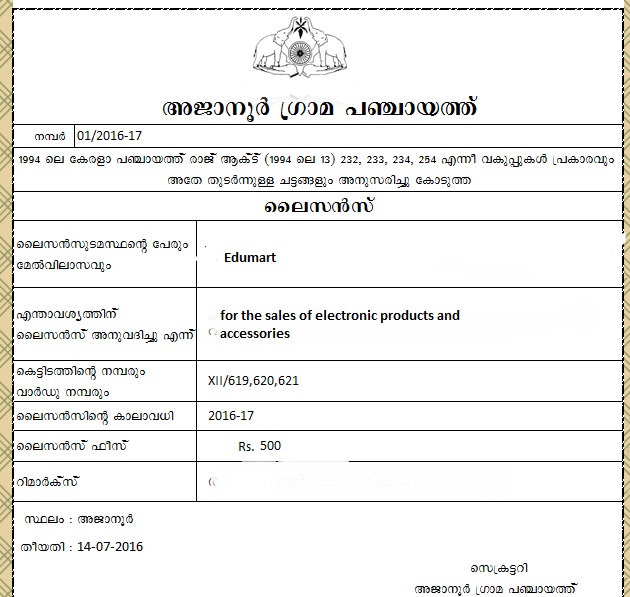 അജാനൂർ ഗ്രാമ പഞ്ചായത്ത്
നമ്പർ 01/2016-17
1994 ലെ കേരളാ പഞ്ചായത്ത് രാജ് ആക്ട് (1994 ലെ 13) 232, 233, 234, 254 എന്നീ വകുപ്പുകൾ പ്രകാരവും
അതേ തുടർന്നുള്ള ചട്ടങ്ങളും അനുസരിച്ചു കോടുത്ത
ലൈസൻസ്
ലൈസൻസുടമസ്ഥന്റെ പേരും
മേൽവിലാസവും
Edumart
എന്താവശ്യത്തിന്
ലൈസൻസ് അനുവദിച്ചു എന്ന്
for the sales of electronic products and
accessories
കെട്ടിടത്തിന്റെ നമ്പരും
വാർഡു നമ്പരും
XII/619,620,621
ലൈസൻസിന്റെ കാലാവധി 2016-17
ലൈസൻസ് ഫീസ് Rs. 500
റിമാർക്സ്
സ്ഥലം : അജാനൂർ
തീയതി : 14-07-2016
സെക്രട്ടറി
അജാനൂർ ഗ്രാമ പഞ്ചായത്ത്